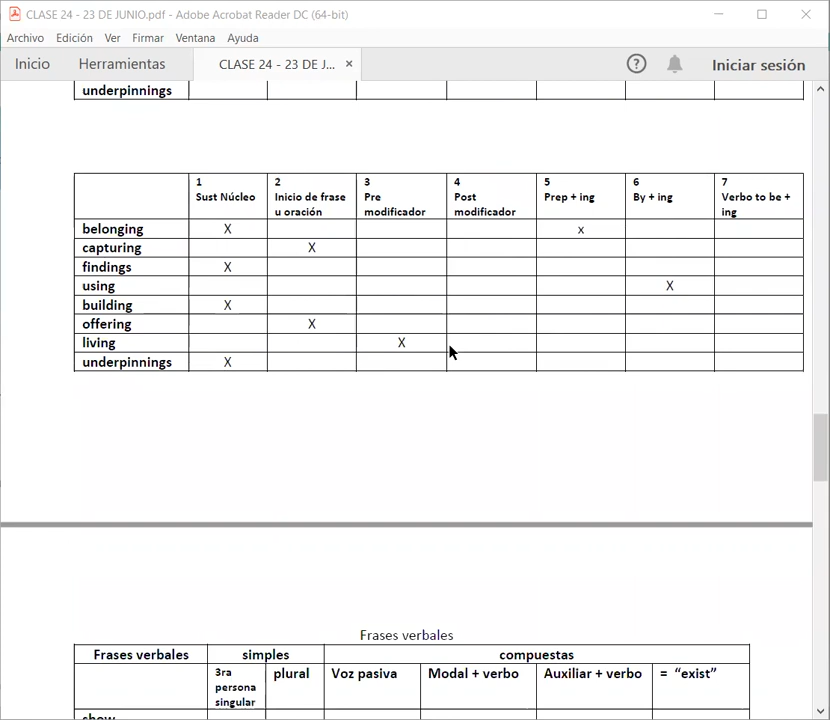 CLASE 24 - 23 DE JUNIO.pdf - Adobe Acrobat Reader DC (64-bit)
Archivo Edición Ver Firmar Ventana Ayuda
Inicio Herramientas CLASE 24 - 23 DE J... × ? Iniciar sesión
underpinnings
1 2 3 4 5 6 7
Sust Núcleo Inicio de frase Pre Post Prep + ing By + ing Verbo to be +
u oración modificador modificador ing
belonging X x
capturing X
findings X
using X
building X
offering X
living X
underpinnings X
Frases verbales
Frases verbales simples compuestas
3ra plural Voz pasiva Modal + verbo Auxiliar + verbo = “exist”
persona
singular
show